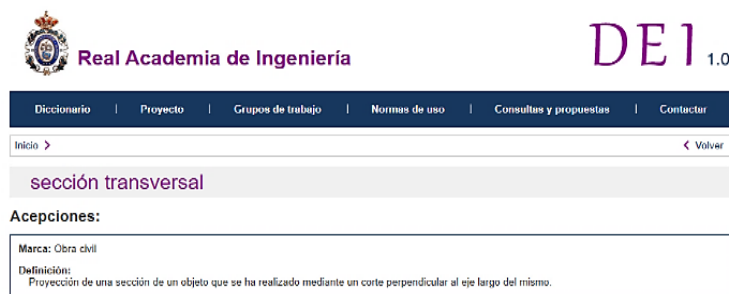 Real Academia de Ingeniería
DEI 1.0
Diccionario | Proyecto | Grupos de trabajo | Normas de uso | Consultas y propuestas | Contactar
Inicio > < Volver
sección transversal
Acepciones:
Marca: Obra civil
Definición:
Proyección de una sección de un objeto que se ha realizado mediante un corte perpendicular al eje largo del mismo.